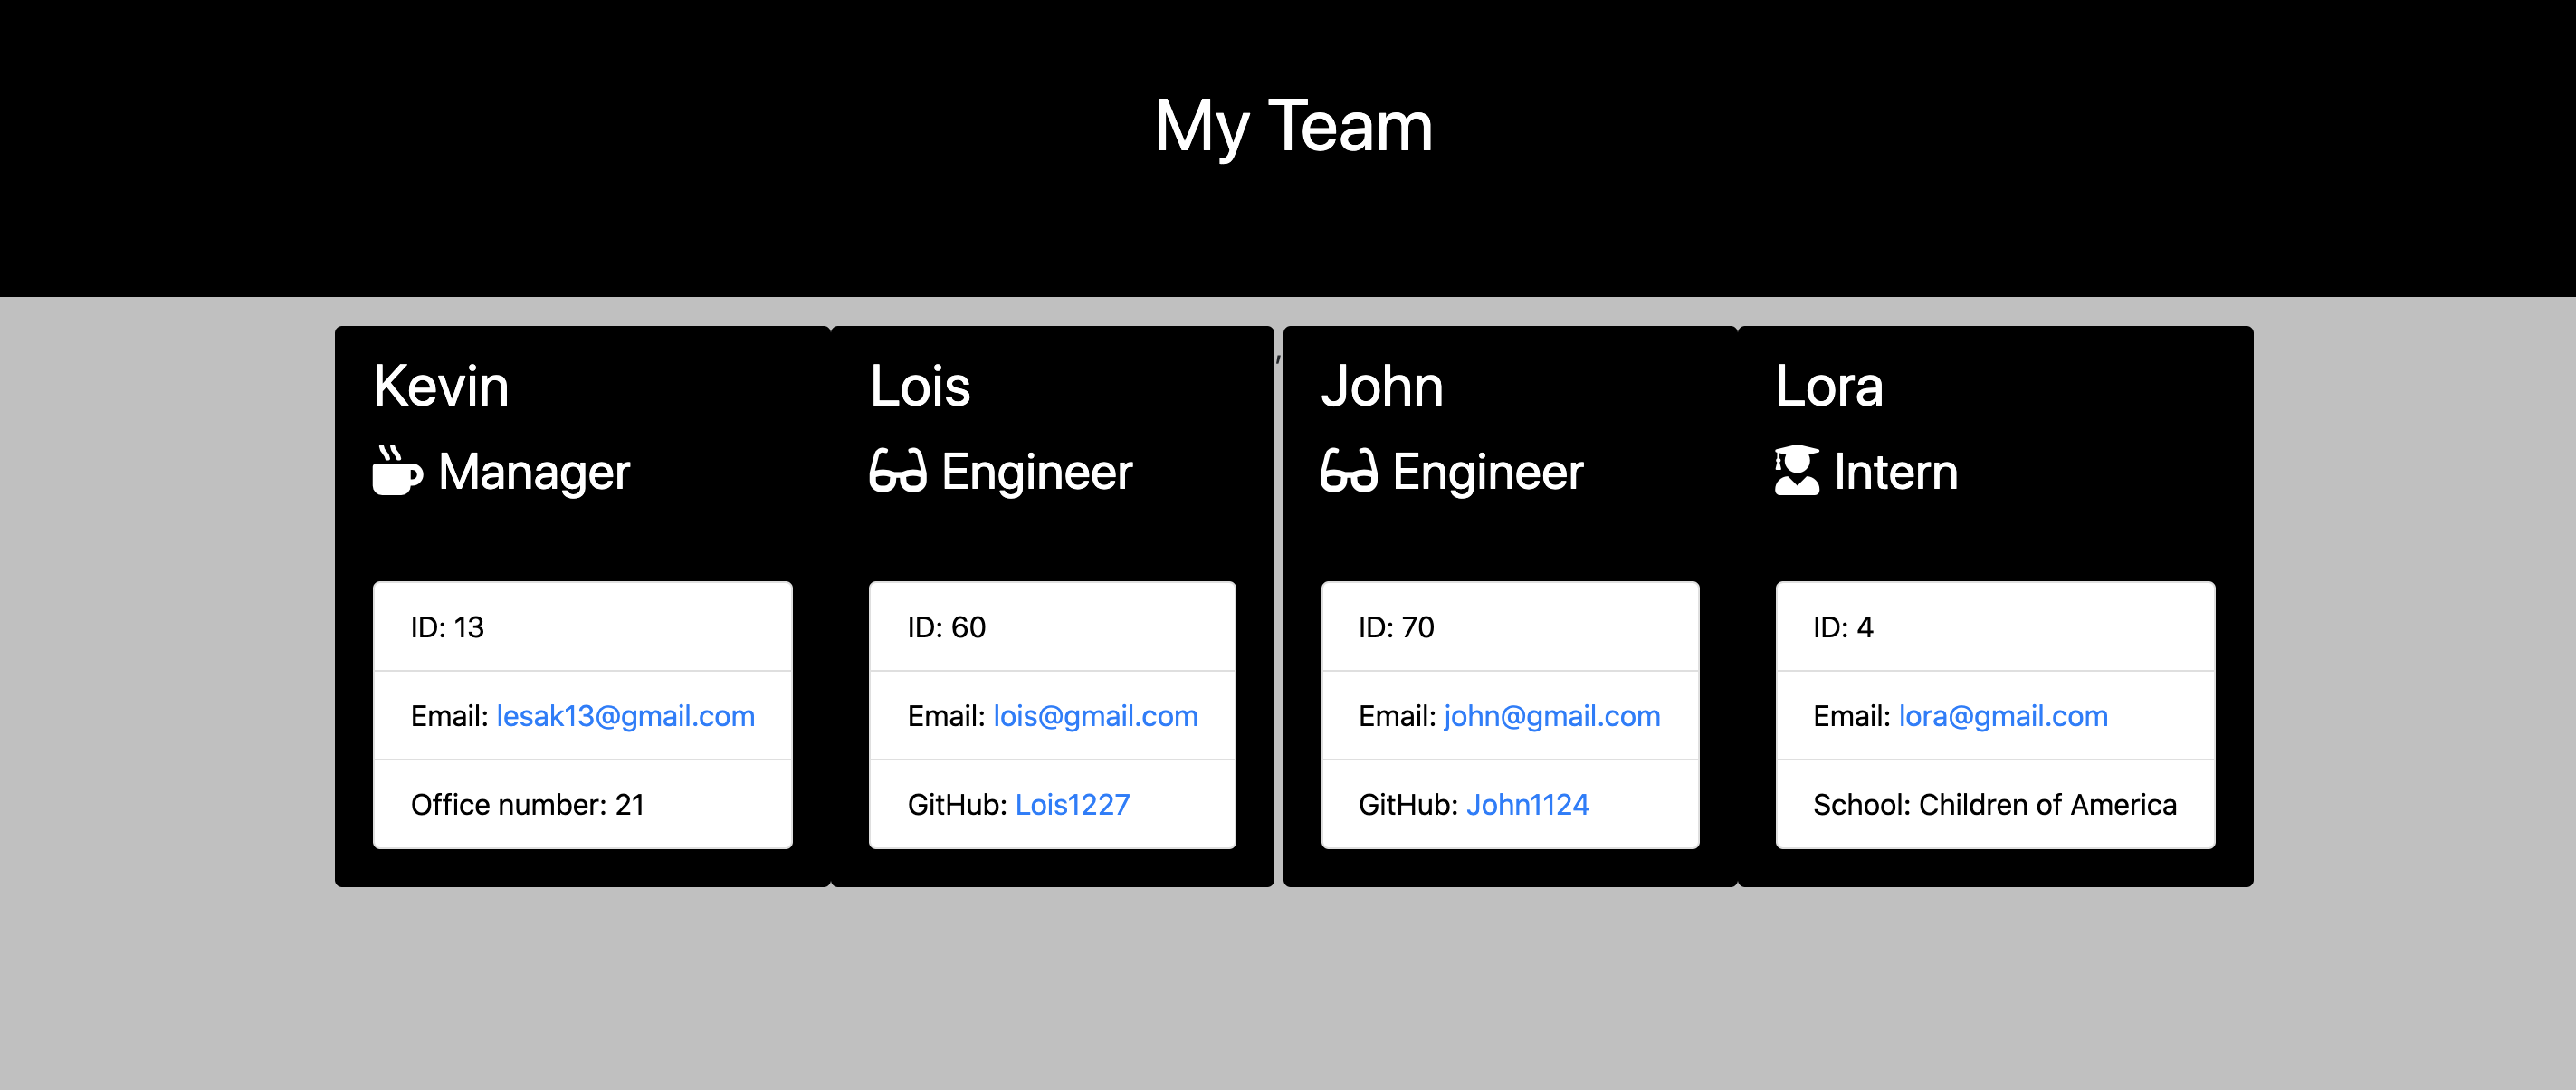 My Team
Kevin
Manager
ID: 13
Email: lesak13@gmail.com
Office number: 21
Lois
Engineer
ID: 60
Email: lois@gmail.com
GitHub: Lois1227
,
John
Engineer
ID: 70
Email: john@gmail.com
GitHub: John1124
Lora
Intern
ID: 4
Email: lora@gmail.com
School: Children of America